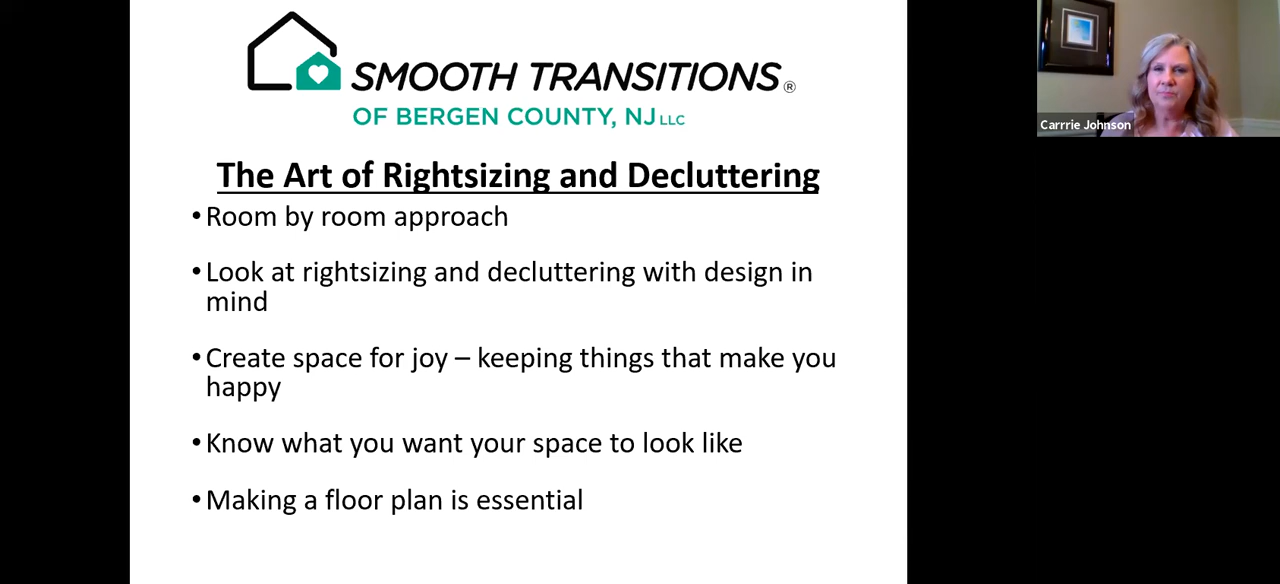 SMOOTH TRANSITIONS®
OF BERGEN COUNTY, NJ LLC
The Art of Rightsizing and Decluttering
•Room by room approach
•Look at rightsizing and decluttering with design in
mind
•Create space for joy – keeping things that make you
happy
•Know what you want your space to look like
•Making a floor plan is essential
Carrrie Johnson